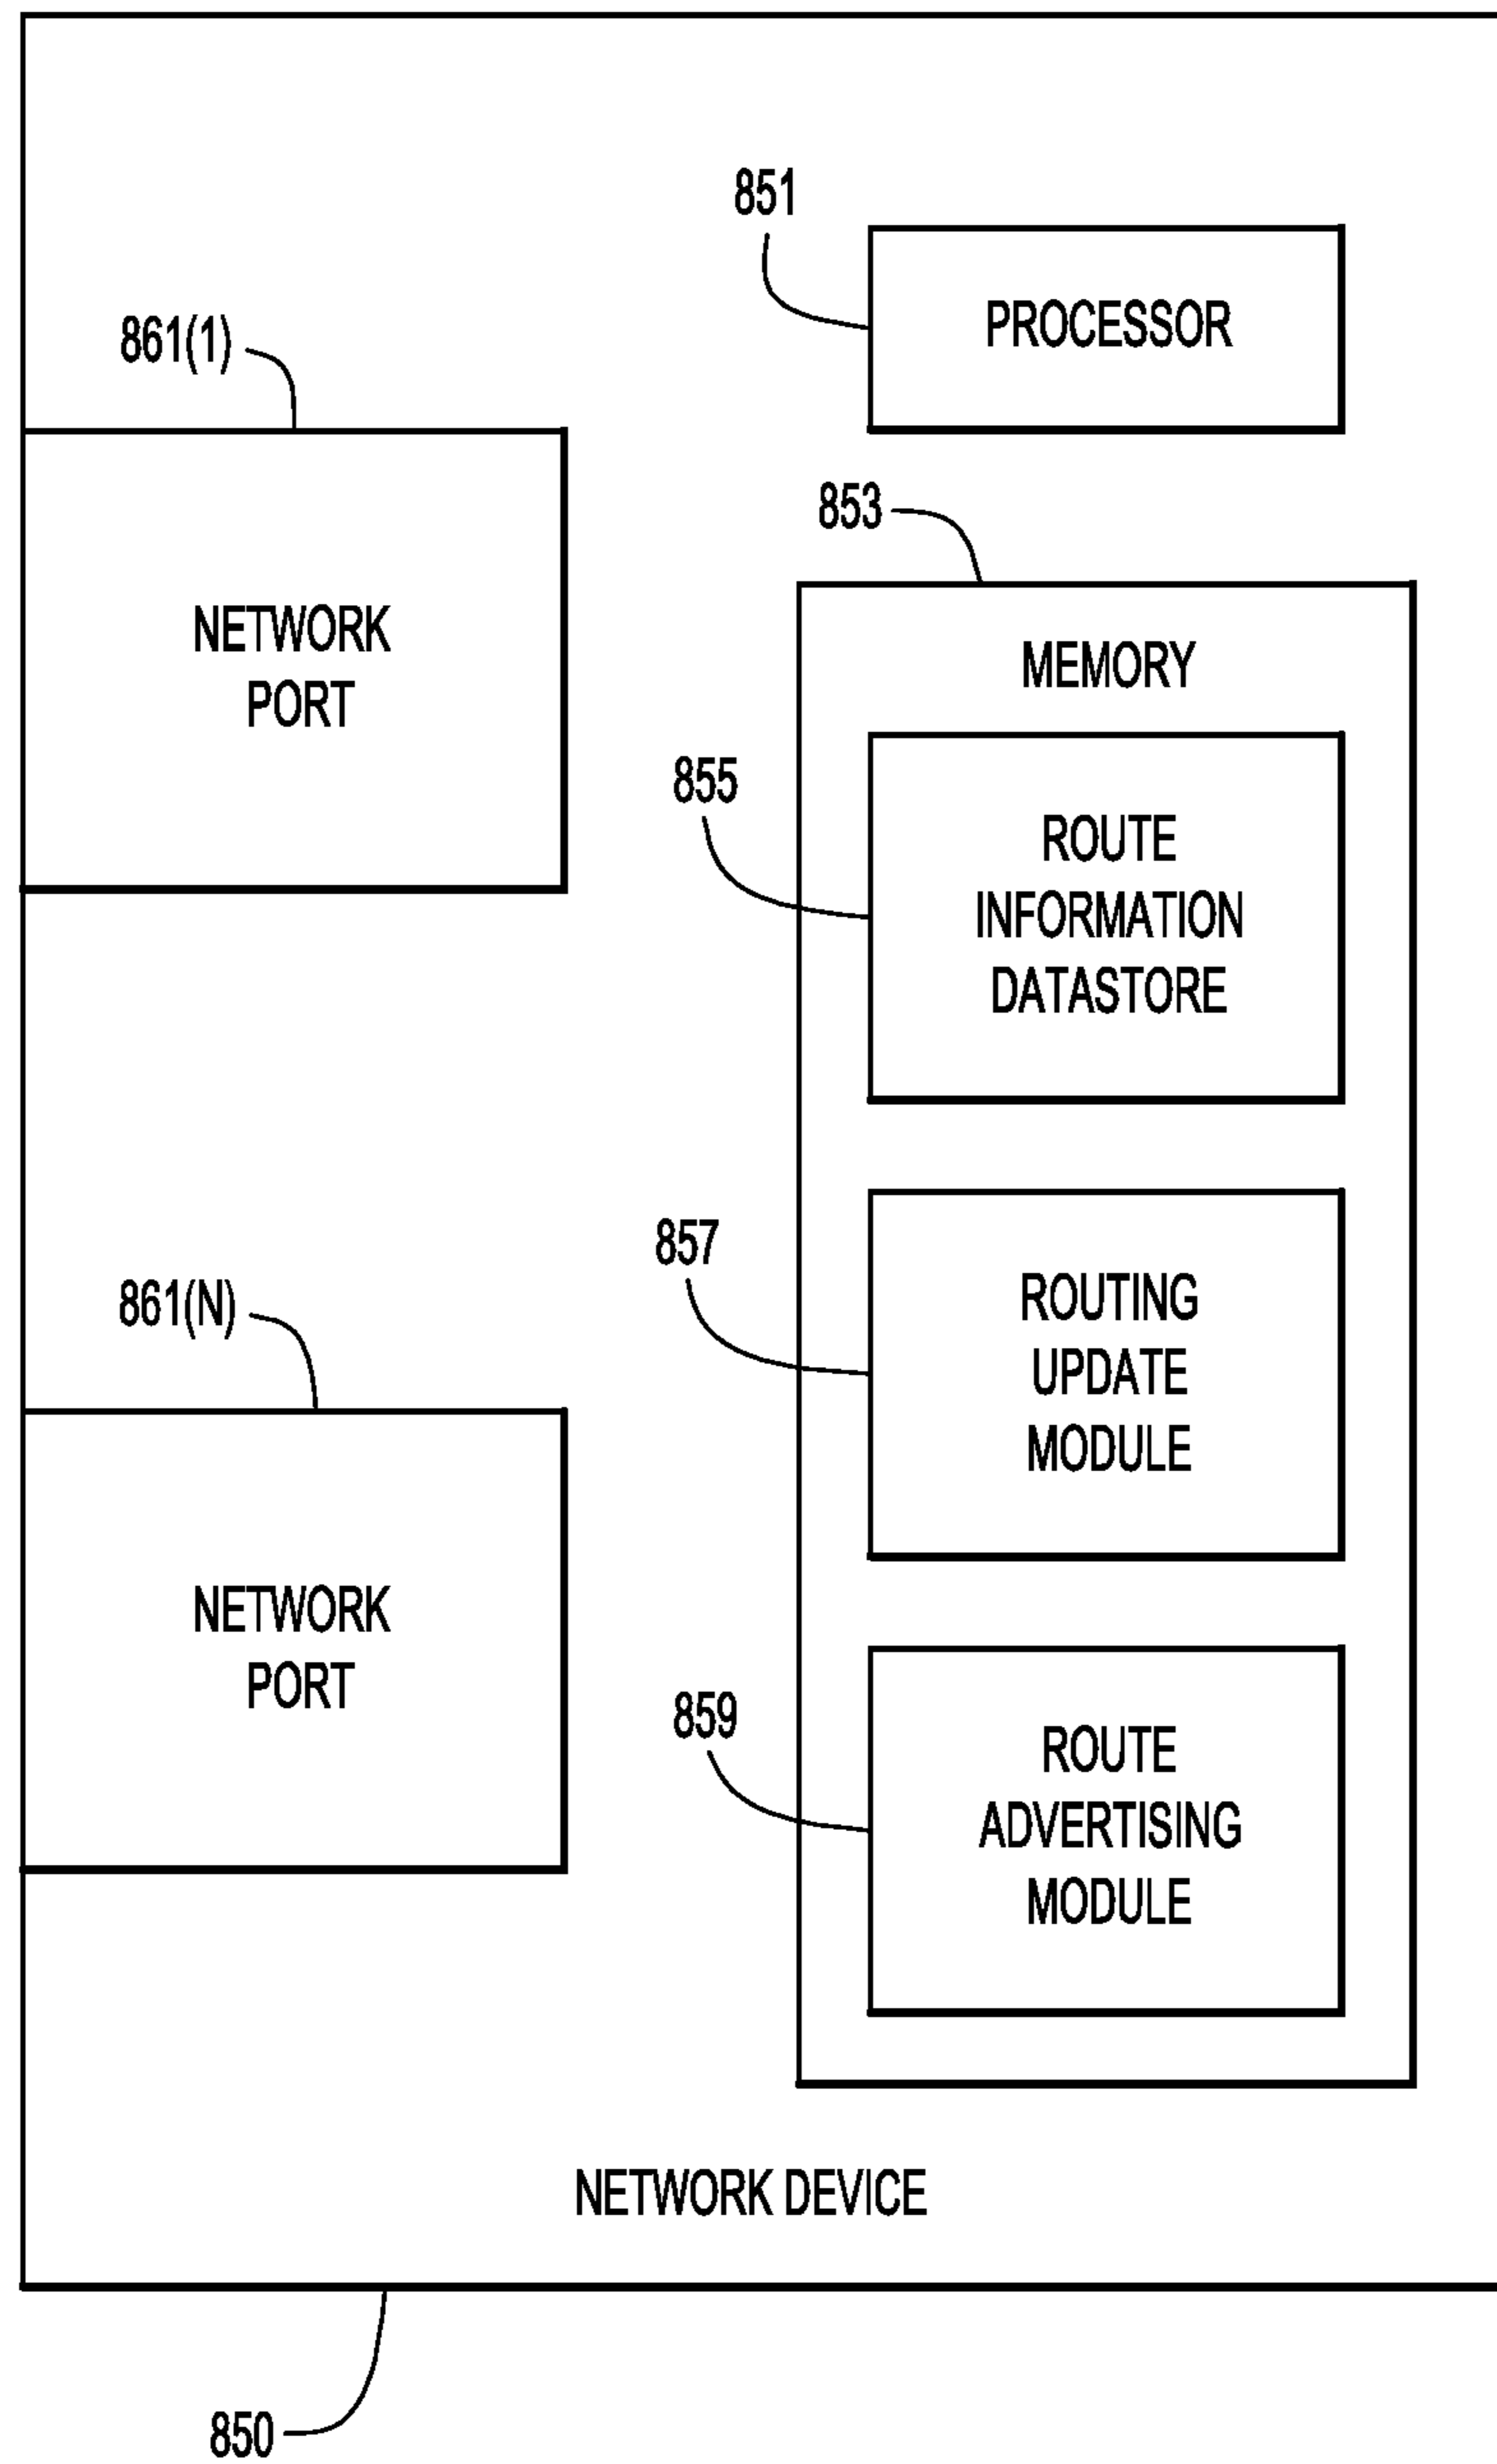 851
PROCESSOR
861(1)
853
NETWORK
PORT
MEMORY
855
ROUTE
INFORMATION
DATASTORE
857
ROUTING
UPDATE
MODULE
861(N)
NETWORK
PORT
859
ROUTE
ADVERTISING
MODULE
NETWORK DEVICE
850